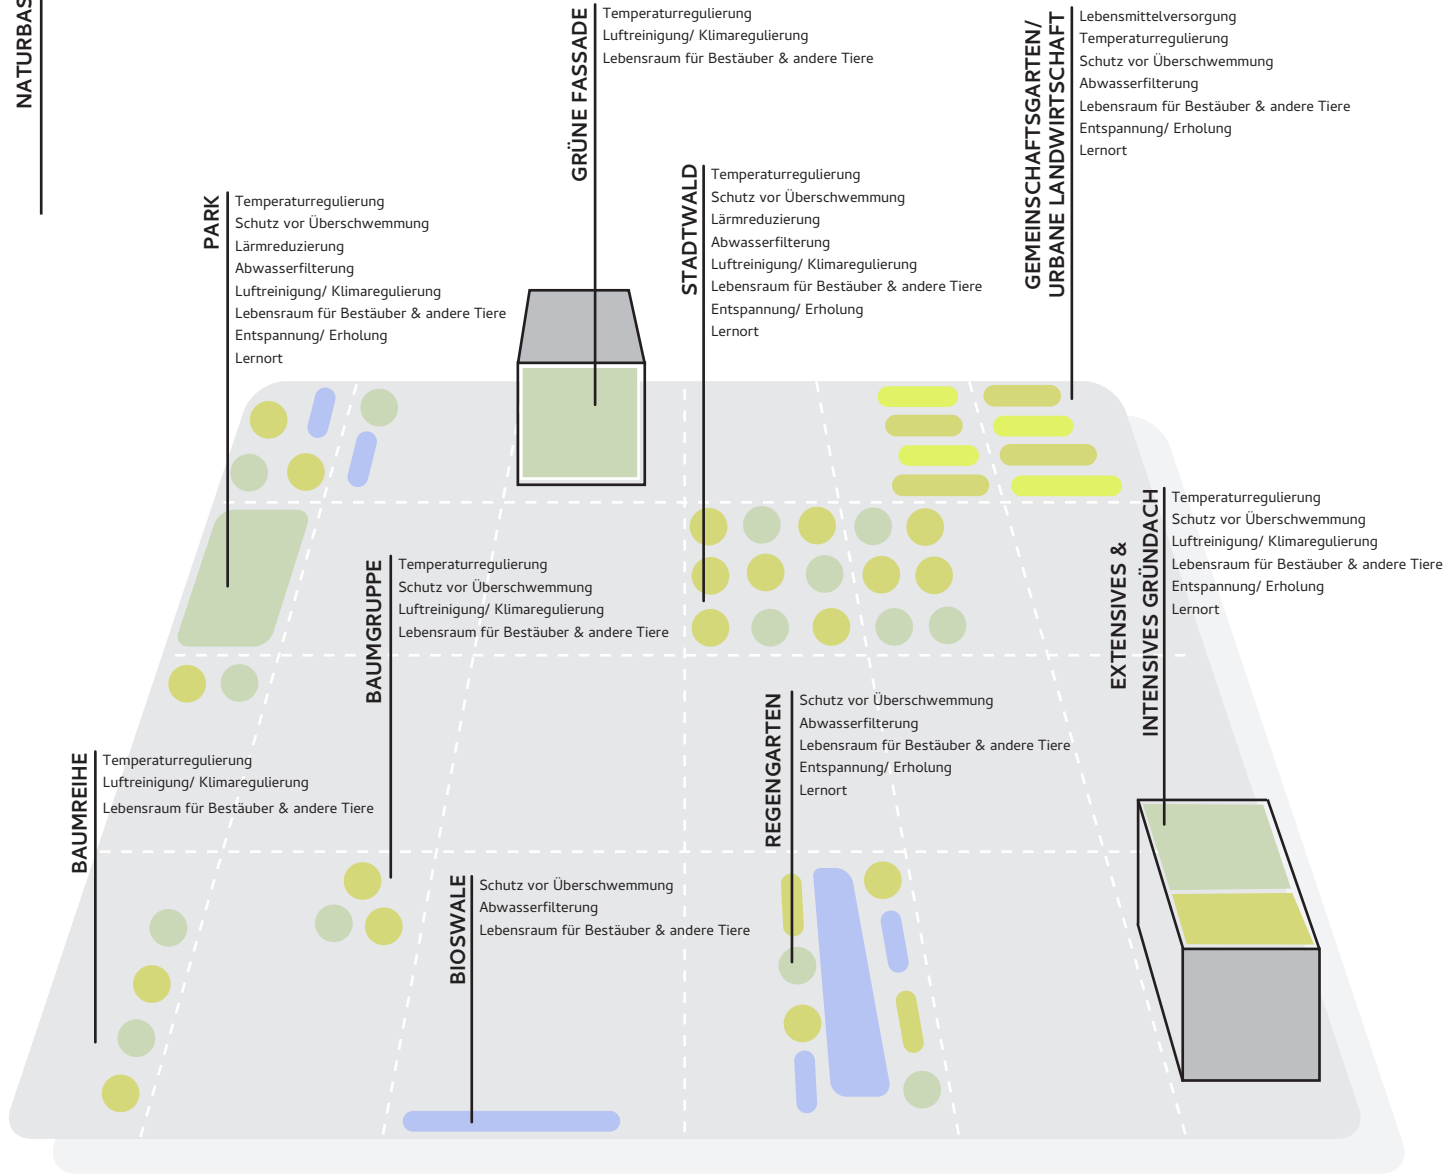 NATURBAS
GRÜNE FASSADE
Temperaturregulierung
Luftreinigung/ Klimaregulierung
Lebensraum für Bestäuber & andere Tiere
GEMEINSCHAFTSGARTEN/
URBANE LANDWIRTSCHAFT
Lebensmittelversorgung
Temperaturregulierung
Schutz vor Überschwemmung
Abwasserfilterung
Lebensraum für Bestäuber & andere Tiere
Entspannung/ Erholung
Lernort
PARK
Temperaturregulierung
Schutz vor Überschwemmung
Lärmreduzierung
Abwasserfilterung
Luftreinigung/ Klimaregulierung
Lebensraum für Bestäuber & andere Tiere
Entspannung/ Erholung
Lernort
STADTWALD
Temperaturregulierung
Schutz vor Überschwemmung
Lärmreduzierung
Abwasserfilterung
Luftreinigung/ Klimaregulierung
Lebensraum für Bestäuber & andere Tiere
Entspannung/ Erholung
Lernort
EXTENSIVES &
INTENSIVES GRÜNDACH
Temperaturregulierung
Schutz vor Überschwemmung
Luftreinigung/ Klimaregulierung
Lebensraum für Bestäuber & andere Tiere
Entspannung/ Erholung
Lernort
BAUMGRUPPE
Temperaturregulierung
Schutz vor Überschwemmung
Luftreinigung/ Klimaregulierung
Lebensraum für Bestäuber & andere Tiere
REGENGARTEN
Schutz vor Überschwemmung
Abwasserfilterung
Lebensraum für Bestäuber & andere Tiere
Entspannung/ Erholung
Lernort
BAUMREIHE
Temperaturregulierung
Luftreinigung/ Klimaregulierung
Lebensraum für Bestäuber & andere Tiere
BIOSWALE
Schutz vor Überschwemmung
Abwasserfilterung
Lebensraum für Bestäuber & andere Tiere